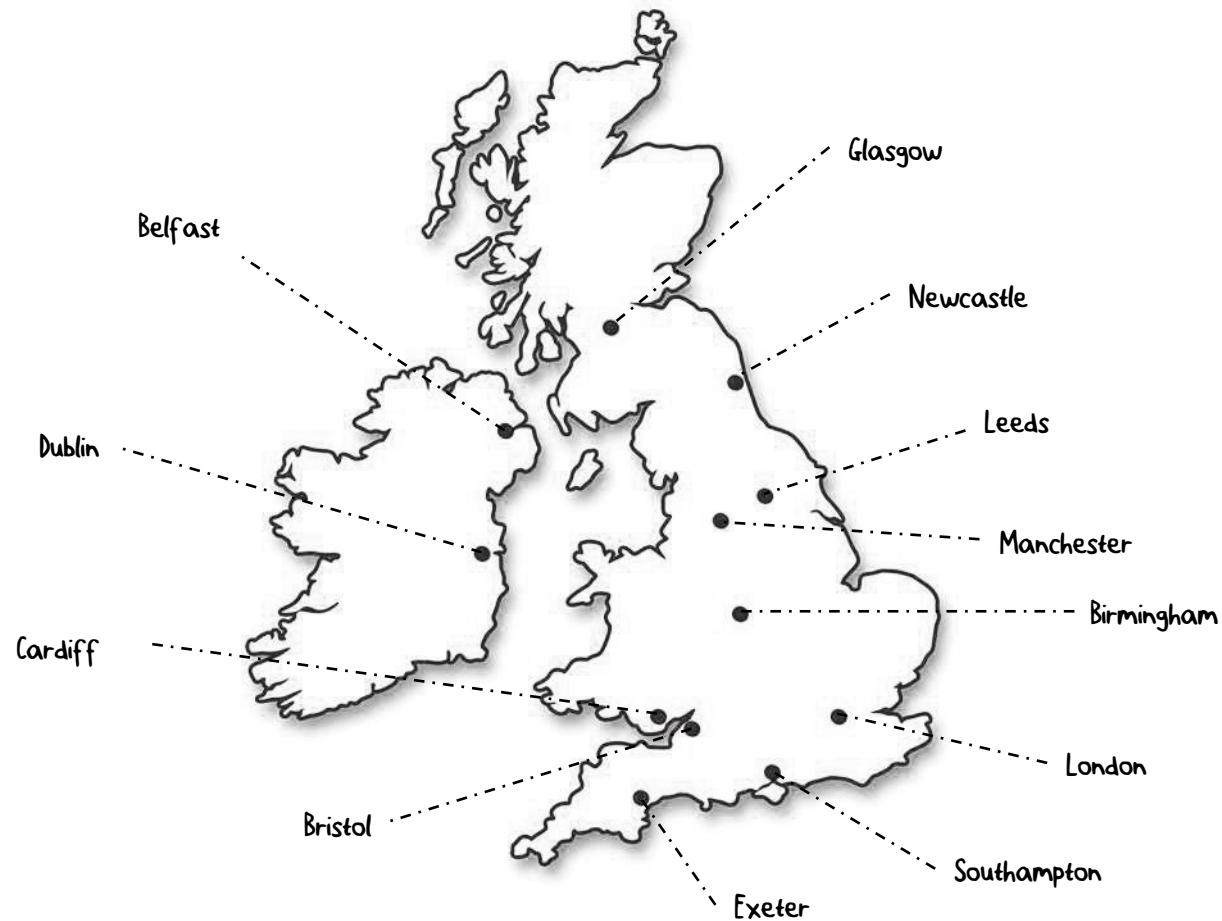 Glasgow
Belfast
Newcastle
Leeds
Dublin
Manchester
Birmingham
Cardiff
London
Bristol
Southampton
Exeter